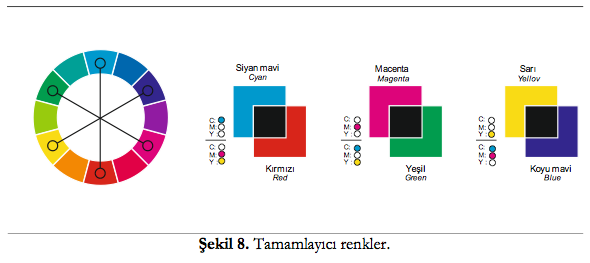 Siyan mavi
Cyan
C:
M:
Y :
C:
M:
Y :
Kırmızı
Red
Macenta
Magenta
C:
M:
Y :
C:
M:
Y :
Yeşil
Green
Sarı
Yellov
C:
M:
Y :
C:
M:
Y :
Koyu mavi
Blue
Şekil 8. Tamamlayıcı renkler.